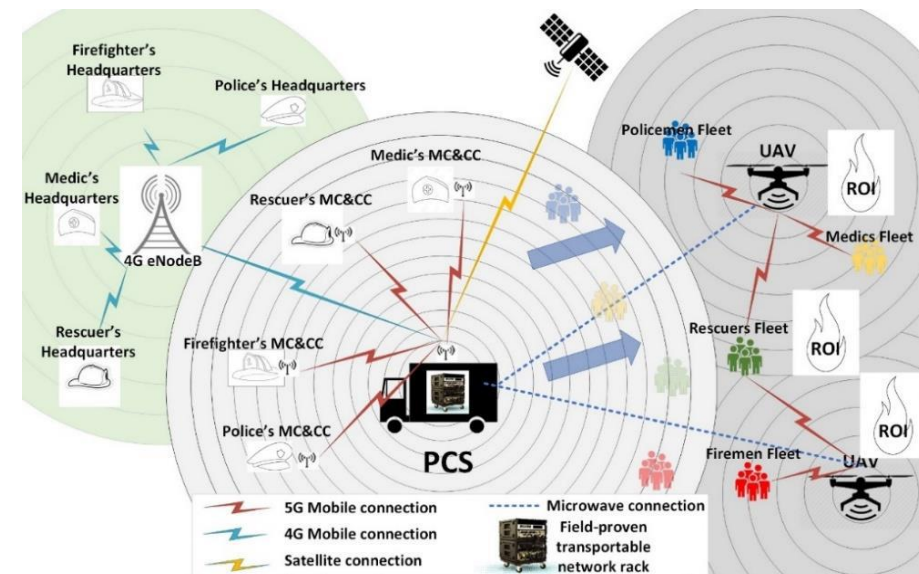 Firefighter's
Headquarters
Police's Headquarters
Medic's
Headquarters
4G eNodeB
Rescuer's
Headquarters
Medic's MC&CC
Rescuer's MC&CC
Firefighter's MC&CC
Police's MC&CC
PCS
Policemen Fleet
UAV
ROI
Medics Fleet
Rescuers Fleet
ROI
ROI
Firemen Fleet
UAV
5G Mobile connection
4G Mobile connection
Satellite connection
Microwave connection
Field-proven
transportable
network rack